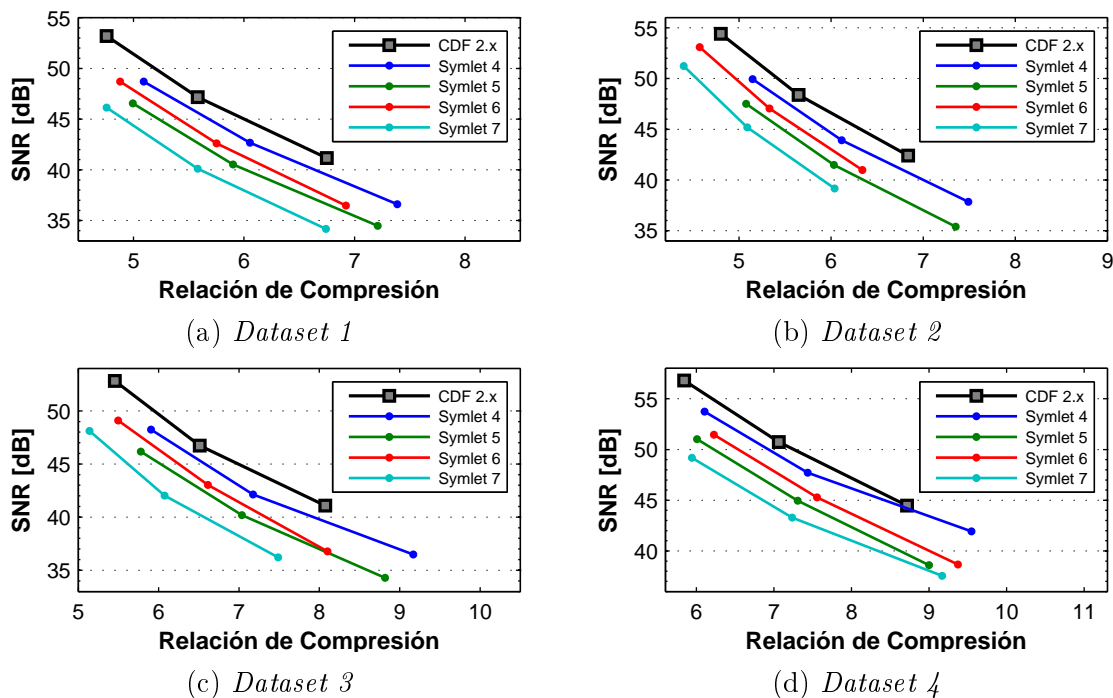 55
50
45
40
35
SNR [dB]
5 6 7 8
Relación de Compresión
CDF 2.x
Symlet 4
Symlet 5
Symlet 6
Symlet 7
(a) Dataset 1
55
50
45
40
35
SNR [dB]
5 6 7 8 9
Relación de Compresión
CDF 2.x
Symlet 4
Symlet 5
Symlet 6
Symlet 7
(b) Dataset 2
50
45
40
35
SNR [dB]
5 6 7 8 9 10
Relación de Compresión
CDF 2.x
Symlet 4
Symlet 5
Symlet 6
Symlet 7
(c) Dataset 3
55
50
45
40
SNR [dB]
6 7 8 9 10 11
Relación de Compresión
CDF 2.x
Symlet 4
Symlet 5
Symlet 6
Symlet 7
(d) Dataset 4